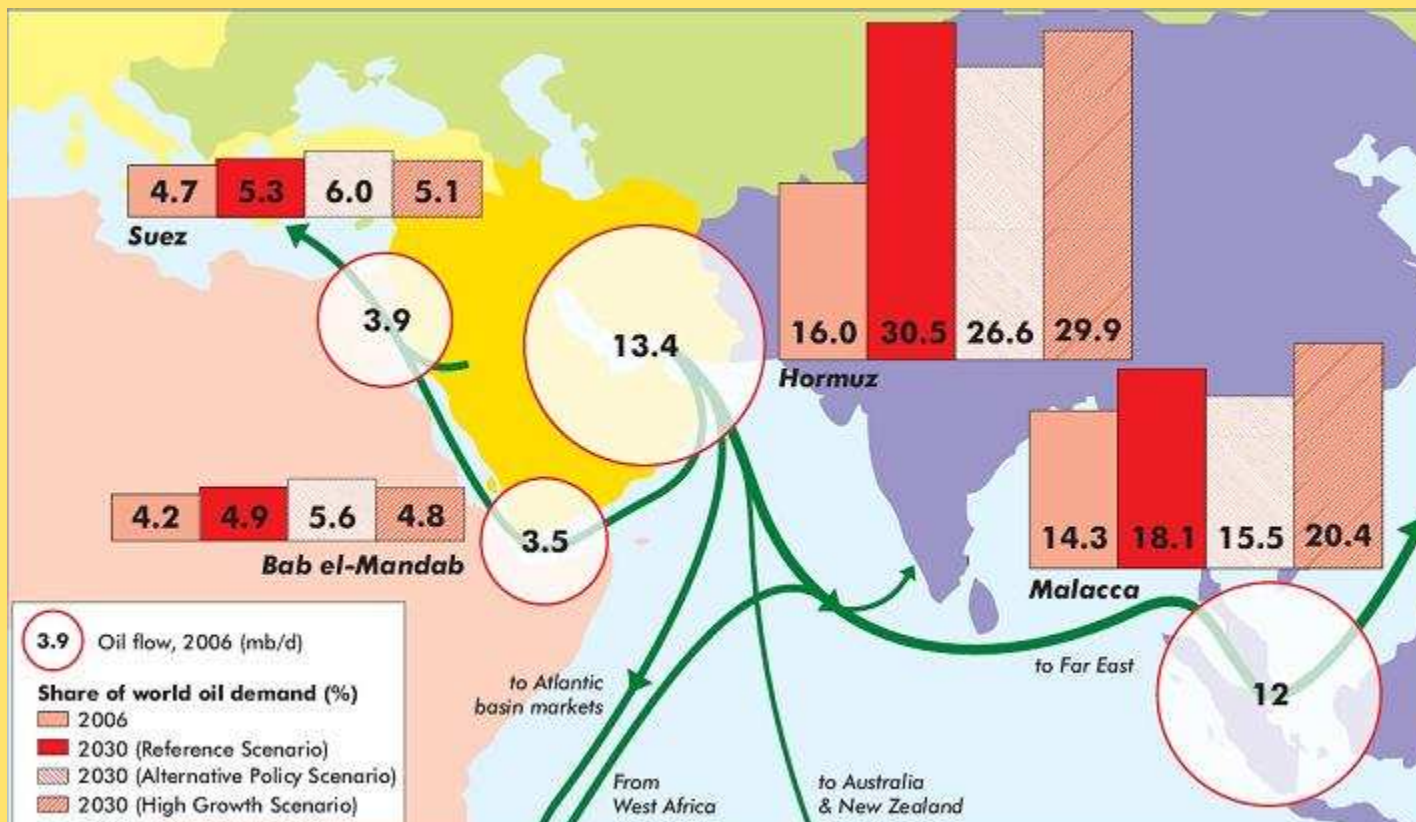 4.7 5.3 6.0 5.1
Suez
3.9
13.4
16.0 30.5 26.6 29.9
Hormuz
14.3 18.1 15.5 20.4
Malacca
4.2 4.9 5.6 4.8
Bab el-Mandab
3.5
12
to Far East
to Atlantic
basin markets
From
West Africa
to Australia
& New Zealand
3.9 Oil flow, 2006 (mb/d)
Share of world oil demand (%)
2006
2030 (Reference Scenario)
2030 (Alternative Policy Scenario)
2030 (High Growth Scenario)